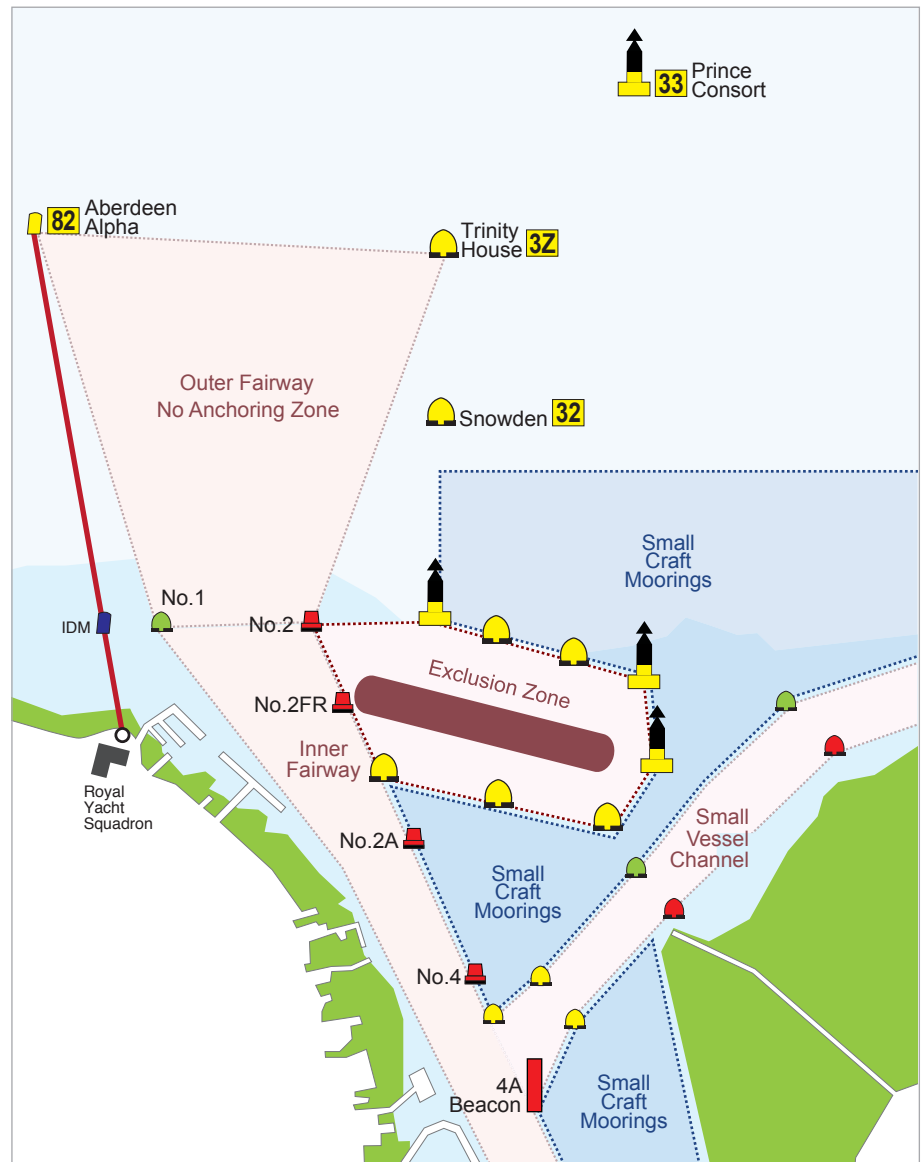 33 Prince
Consort
82 Aberdeen
Alpha
Trinity
House 3Z
Outer Fairway
No Anchoring Zone
Snowden 32
Small
Craft
Moorings
No.1
IDM
No.2
Exclusion Zone
No.2FR
Inner
Fairway
Royal
Yacht
Squadron
No.2A
Small
Vessel
Channel
Small
Craft
Moorings
No.4
4A
Beacon
Small
Craft
Moorings